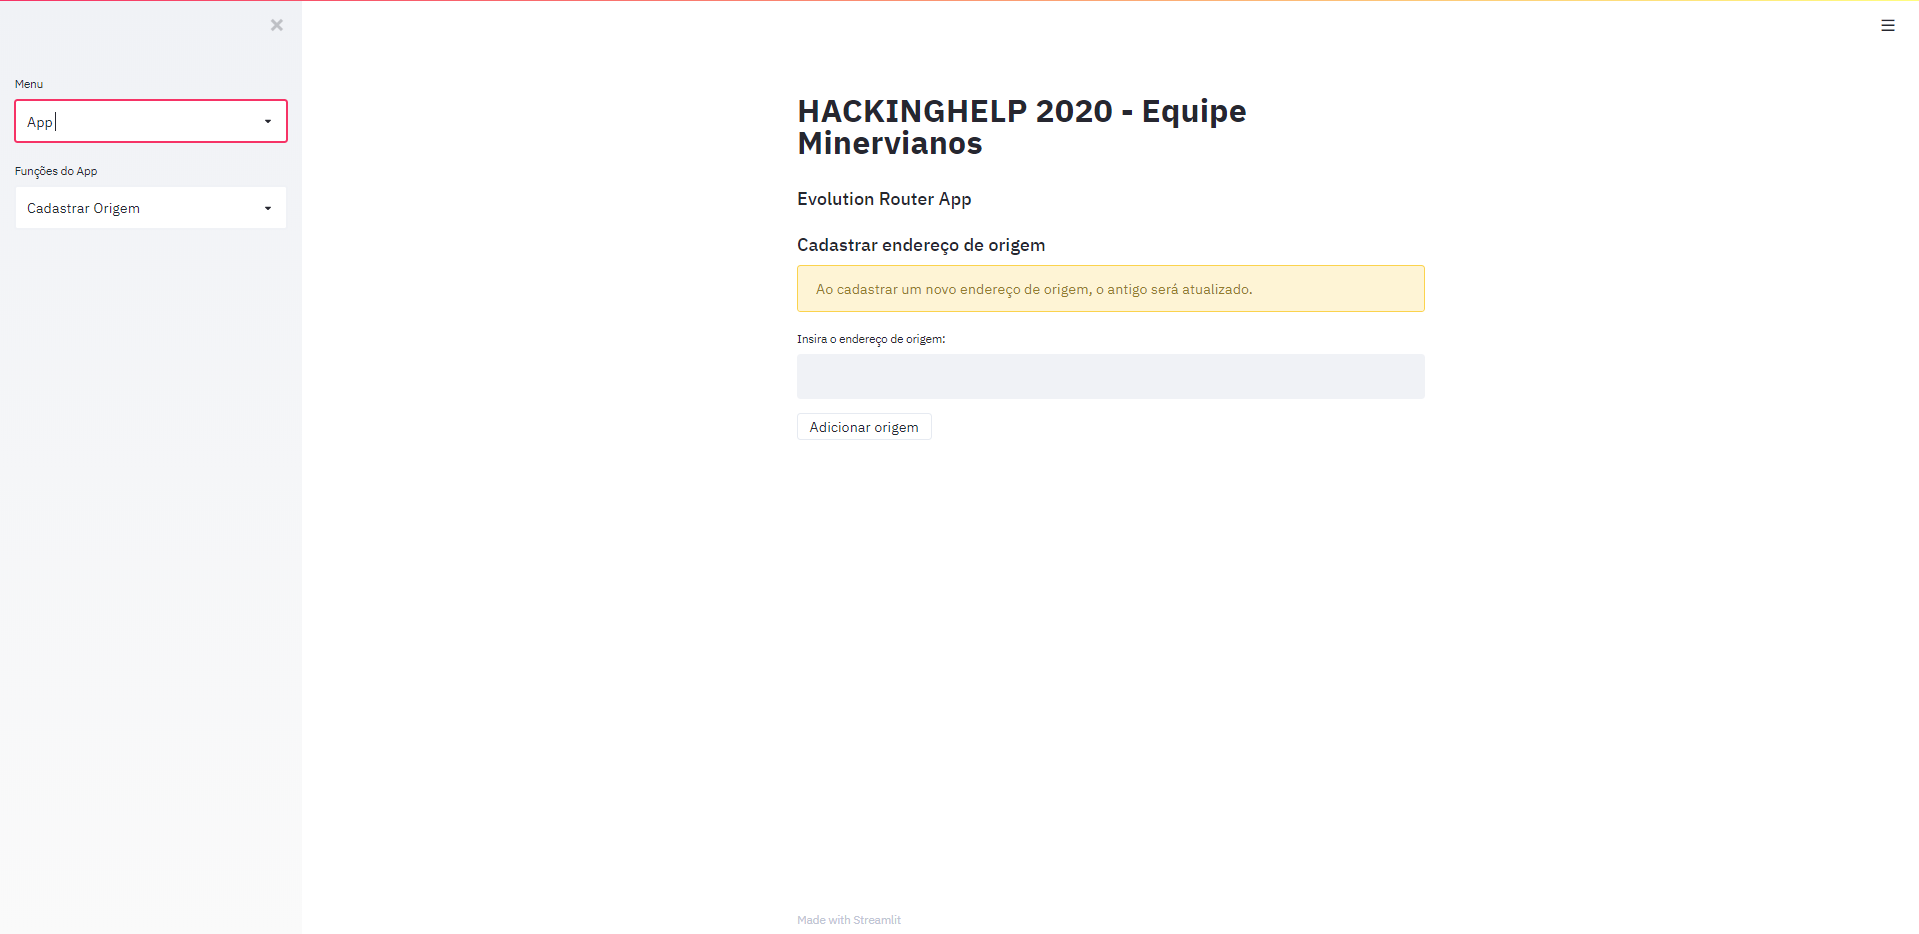 Menu
App
Funções do App
Cadastrar Origem
HACKINGHELP 2020 - Equipe
Minervianos
Evolution Router App
Cadastrar endereço de origem
Ao cadastrar um novo endereço de origem, o antigo será atualizado.
Insira o endereço de origem:
Adicionar origem
Made with Streamlit